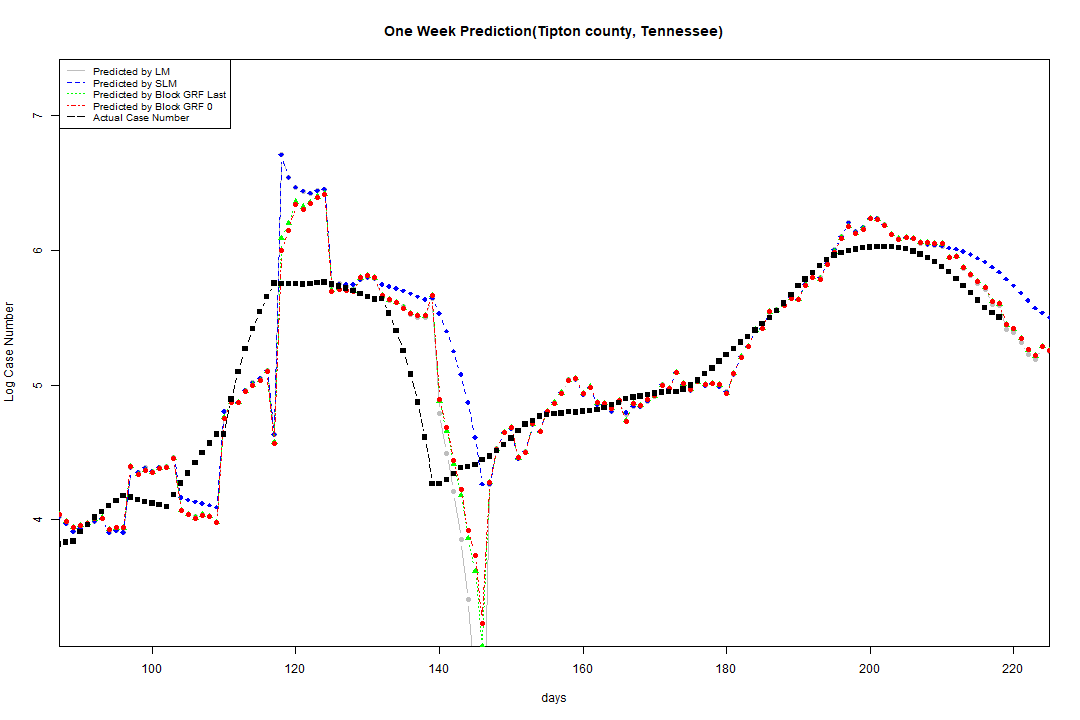 One Week Prediction(Tipton county, Tennessee)
Predicted by LM
Predicted by SLM
Predicted by Block GRF Last
Predicted by Block GRF 0
Actual Case Number
Log Case Number
7
6
5
4
100 120 140 160 180 200 220
days